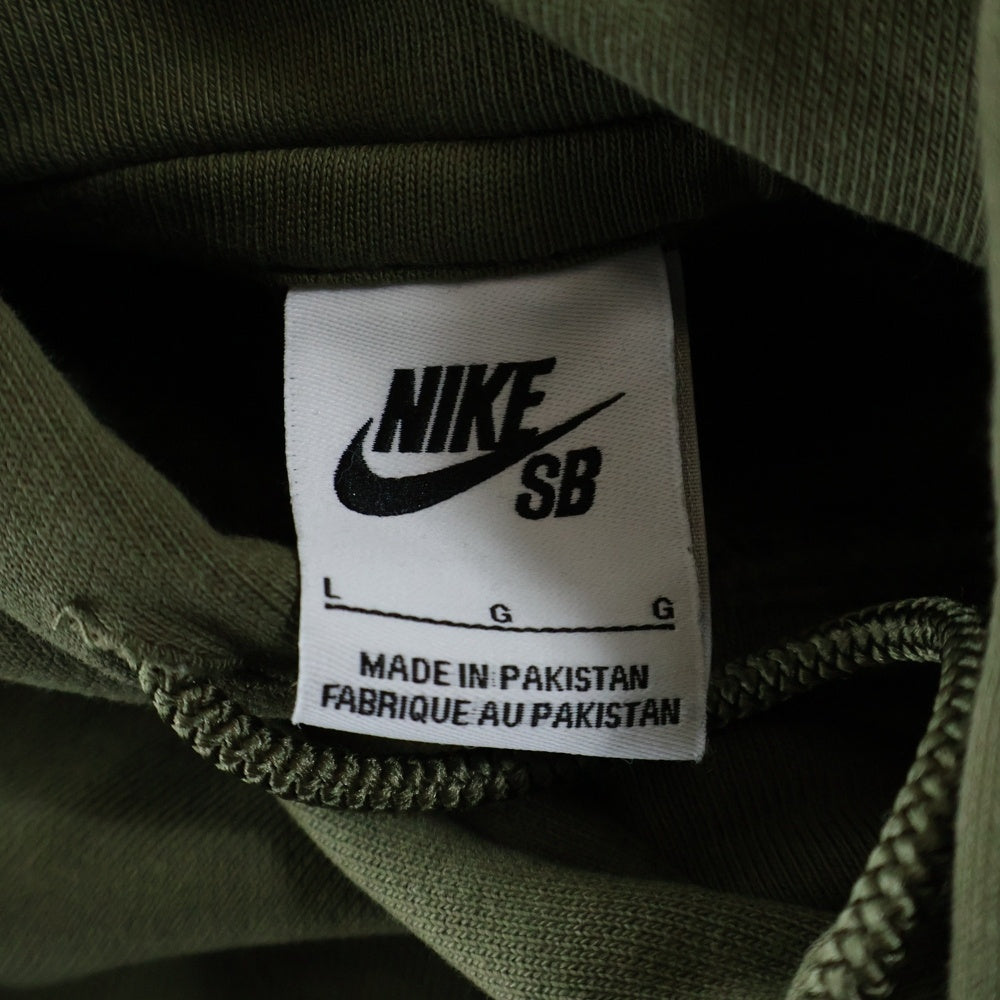 NIKE
SB
L G G
MADE IN PAKISTAN
FABRIQUE AU PAKISTAN